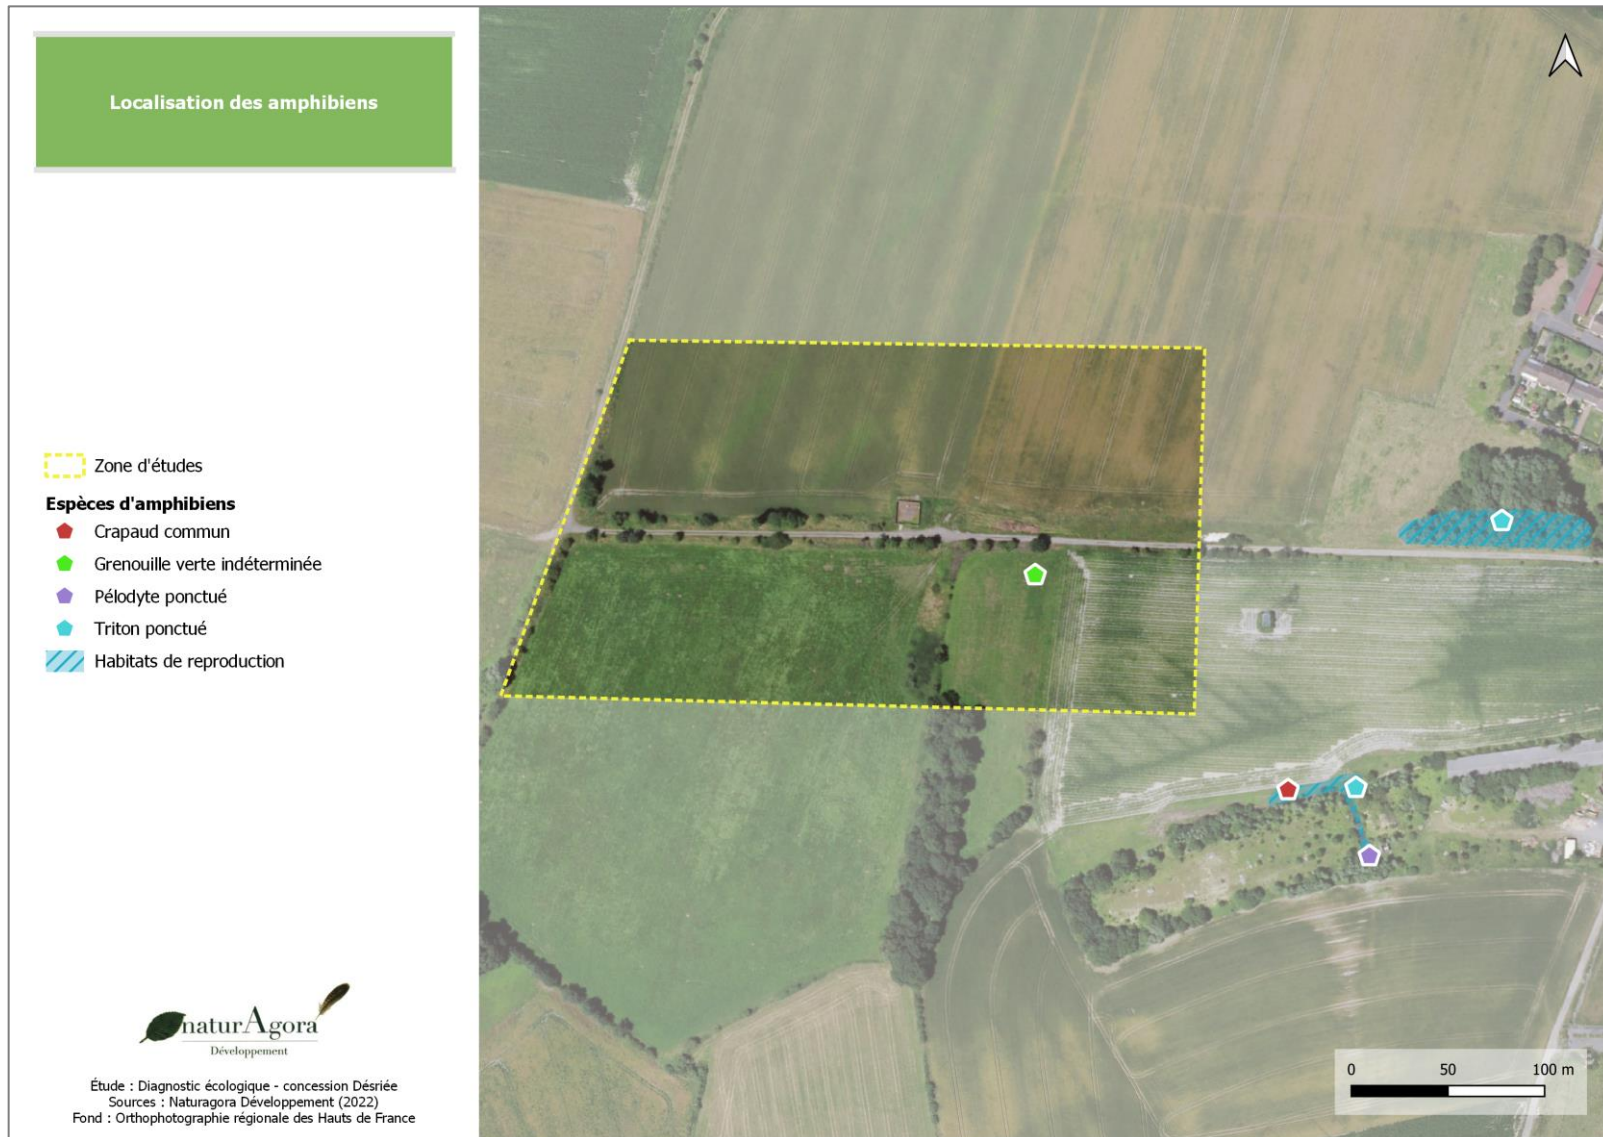 Localisation des amphibiens
Zone d'études
Espèces d'amphibiens
Crapaud commun
Grenouille verte indéterminée
Pélodyte ponctué
Triton ponctué
Habitats de reproduction
naturAgora
Développement
Étude : Diagnostic écologique - concession Désriée
Sources : Naturagora Développement (2022)
Fond : Orthophotographie régionale des Hauts de France
0 50 100 m